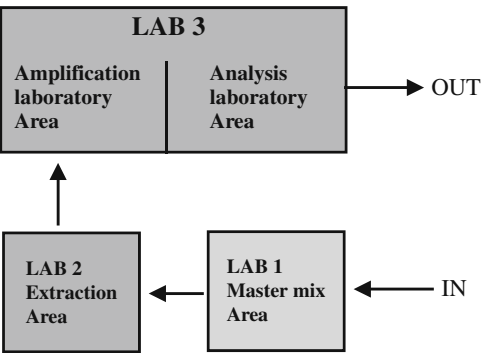 LAB 3
Amplification
laboratory
Area
Analysis
laboratory
Area
OUT
LAB 2
Extraction
Area
LAB 1
Master mix
Area
IN